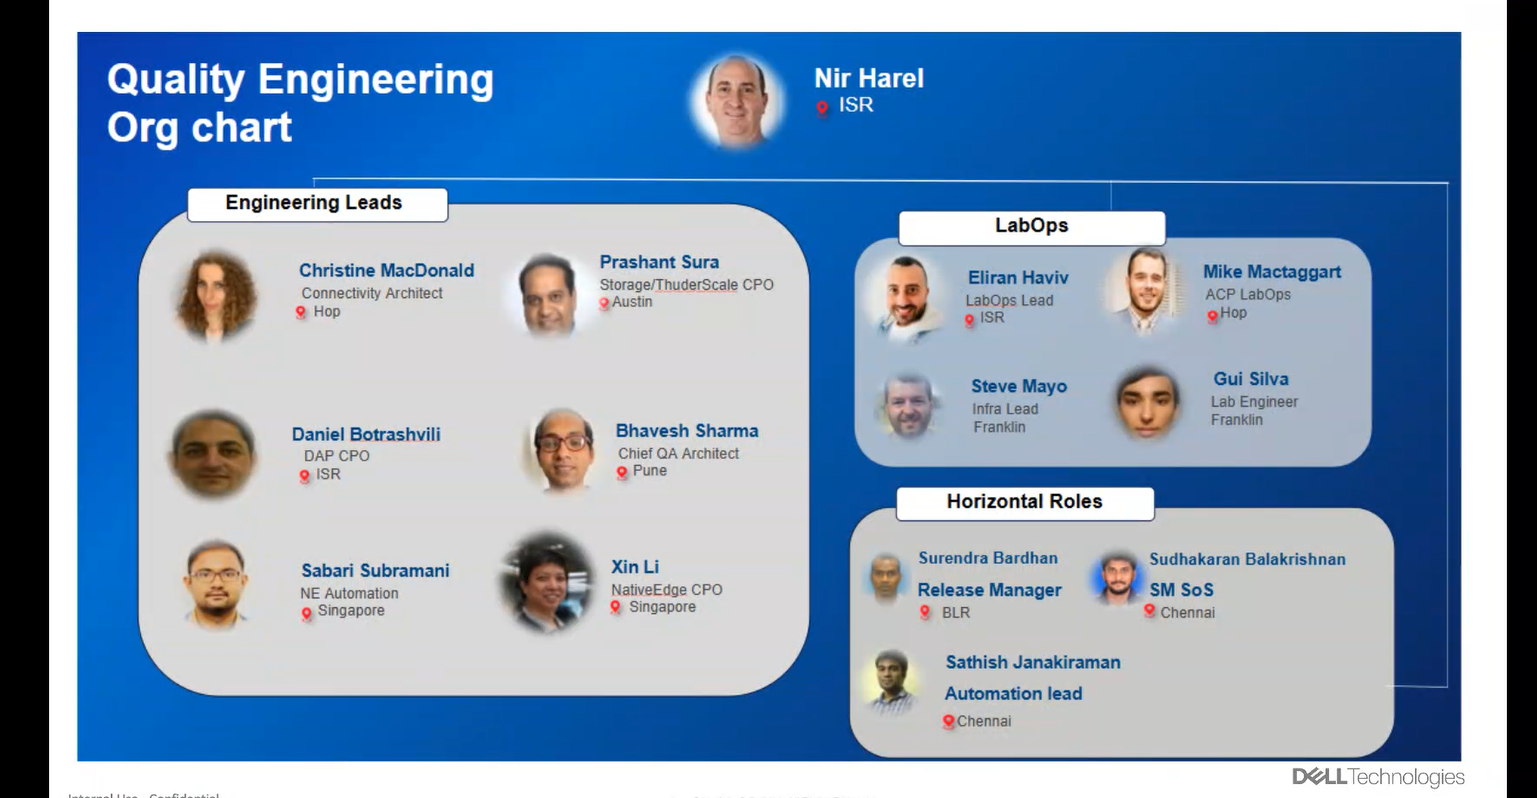 Quality Engineering
Org chart
Nir Harel
ISR
Engineering Leads
Christine MacDonald
Connectivity Architect
Hop
Prashant Sura
Storage/ThuderScale CPO
Austin
Daniel Botrashvili
DAP CPO
ISR
Bhavesh Sharma
Chief QA Architect
Pune
Sabari Subramani
NE Automation
Singapore
Xin Li
NativeEdge CPO
Singapore
LabOps
Eliran Haviv
LabOps Lead
ISR
Mike Mactaggart
ACP LabOps
Hop
Steve Mayo
Infra Lead
Franklin
Gui Silva
Lab Engineer
Franklin
Horizontal Roles
Surendra Bardhan
Release Manager
BLR
Sudhakaran Balakrishnan
SM SoS
Chennai
Sathish Janakiraman
Automation lead
Chennai
DELLTechnologies
Internal Use - Confidential